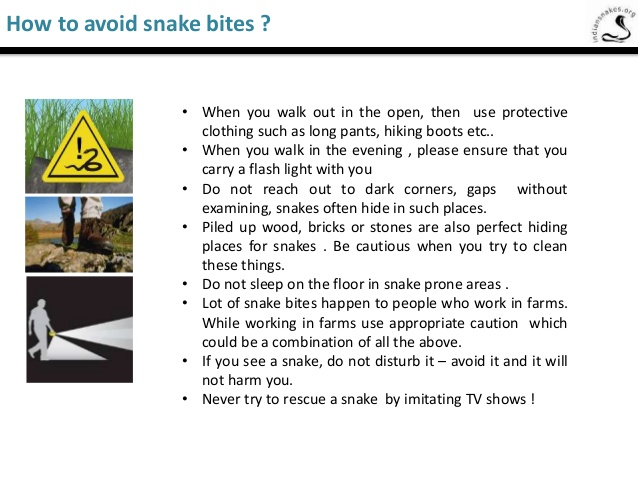 How to avoid snake bites ?
indiansnakes.org
• When you walk out in the open, then use protective
clothing such as long pants, hiking boots etc..
• When you walk in the evening , please ensure that you
carry a flash light with you
• Do not reach out to dark corners, gaps without
examining, snakes often hide in such places.
• Piled up wood, bricks or stones are also perfect hiding
places for snakes . Be cautious when you try to clean
these things.
• Do not sleep on the floor in snake prone areas .
• Lot of snake bites happen to people who work in farms.
While working in farms use appropriate caution which
could be a combination of all the above.
• If you see a snake, do not disturb it – avoid it and it will
not harm you.
• Never try to rescue a snake by imitating TV shows !
!